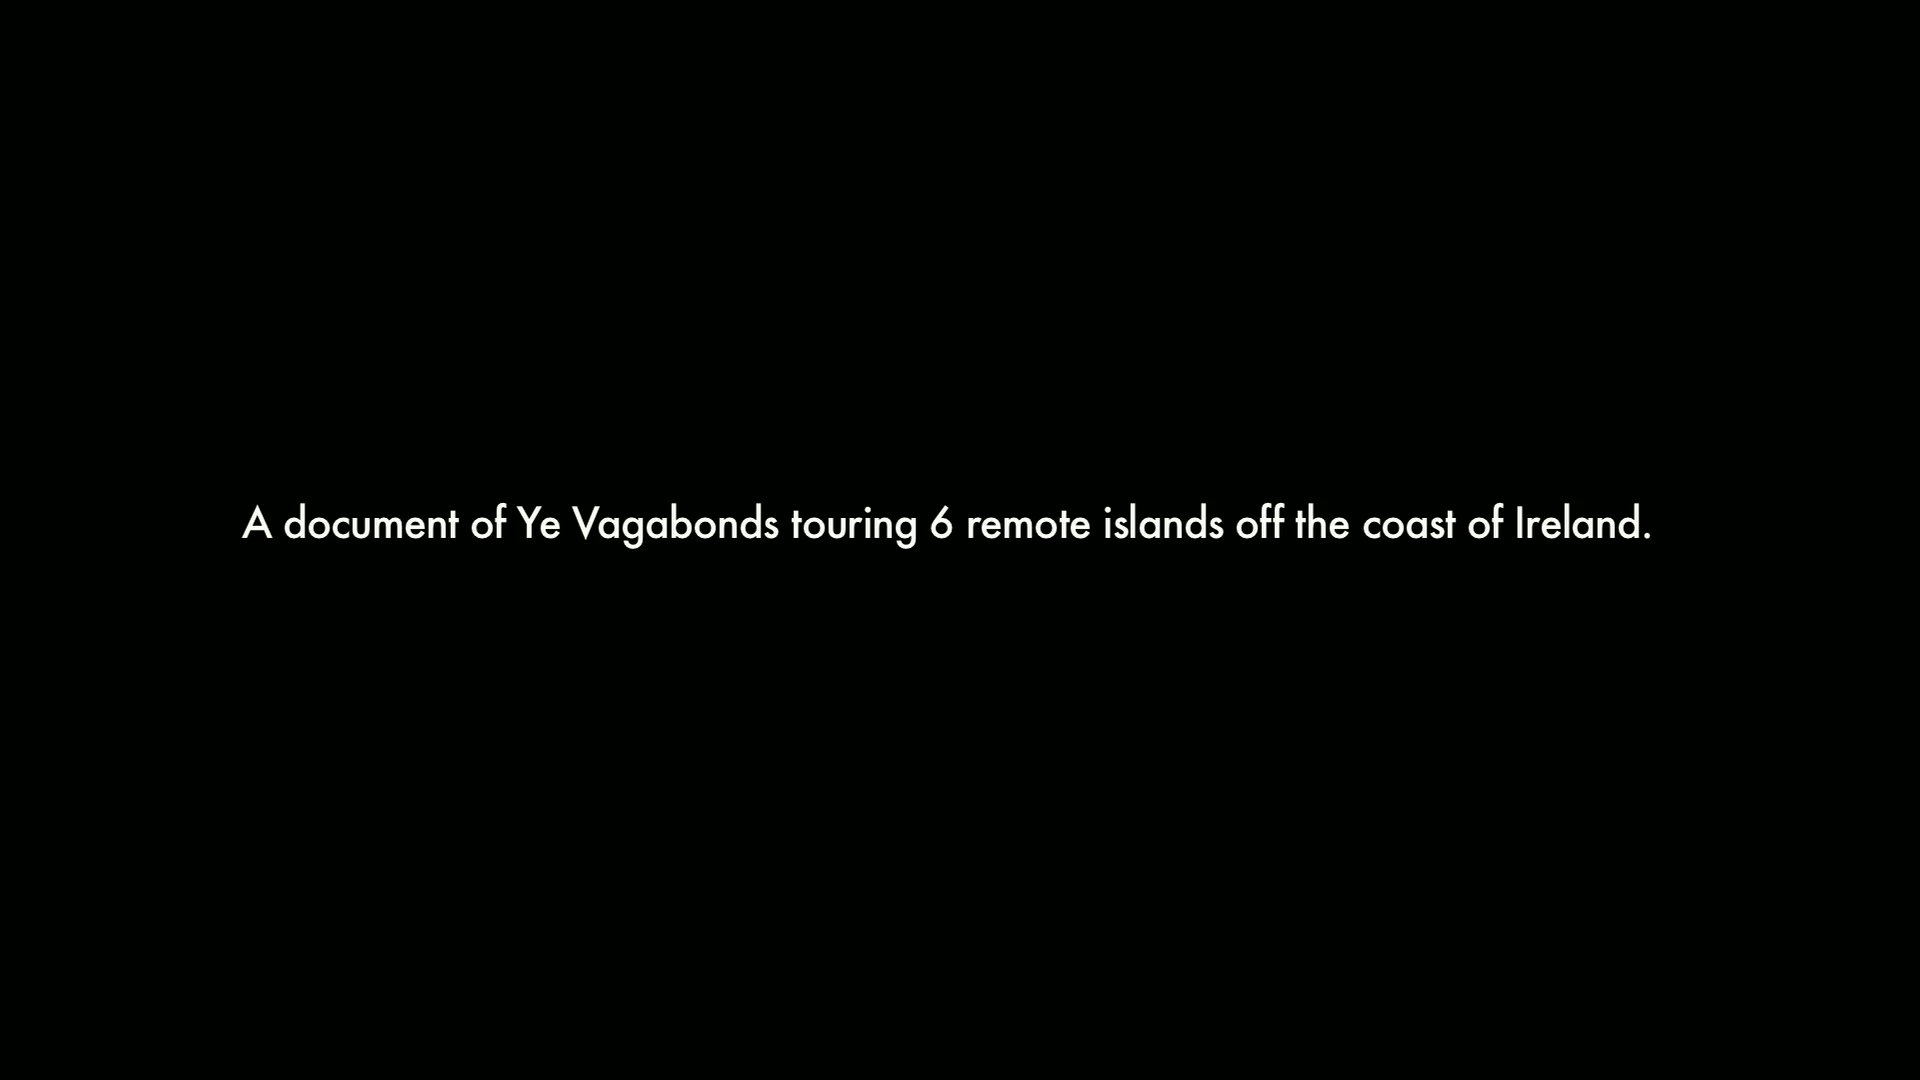 A document of Ye Vagabonds touring 6 remote islands off the coast of Ireland.